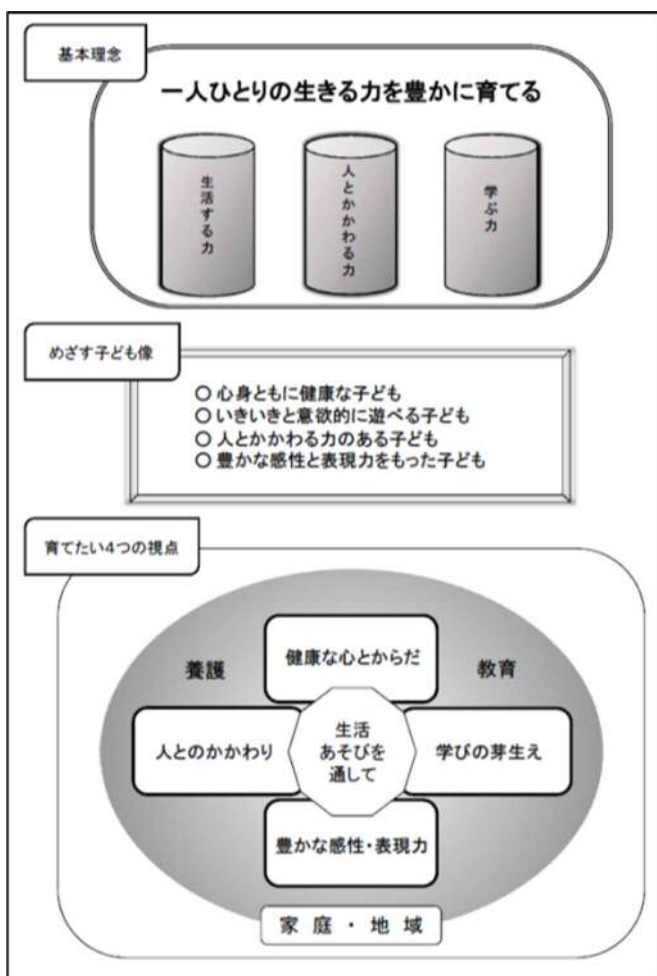 基本理念
一人ひとりの生きる力を豊かに育てる
生活する力
人とかかわる力
学ぶ力
めざす子ども像
○ 心身ともに健康な子ども
○ いきいきと意欲的に遊べる子ども
○ 人とかかわる力のある子ども
○ 豊かな感性と表現力をもった子ども
育てたい4つの視点
健康な心とからだ
養護
教育
人とのかかわり
生活
あそびを
通して
学びの芽生え
豊かな感性・表現力
家 庭 ・ 地 域